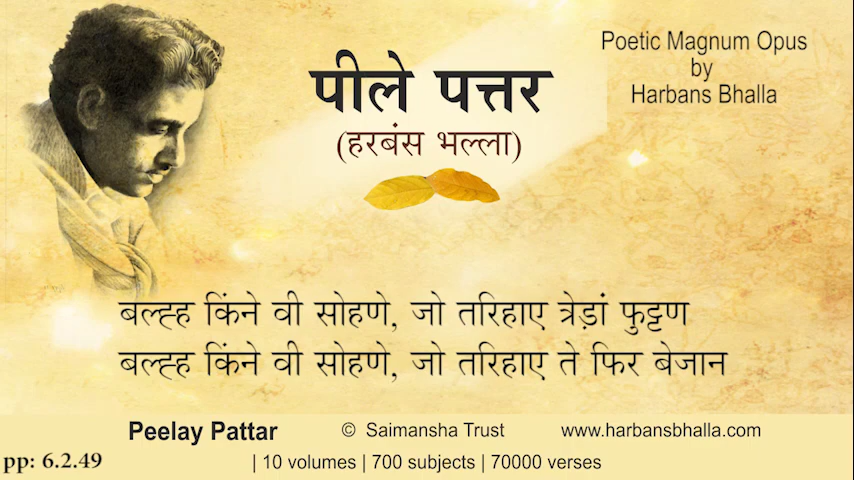 पीले पत्तर
(हरबंस भल्ला)
Poetic Magnum Opus
by
Harbans Bhalla
बल्ह्ह किंने वी सोहणे, जो तरिहाए त्रेड़ां फुट्टण
बल्ह्ह किंने वी सोहणे, जो तरिहाए ते फिर बेजान
Peelay Pattar © Saimansha Trust www.harbansbhalla.com
pp: 6.2.49 | 10 volumes | 700 subjects | 70000 verses